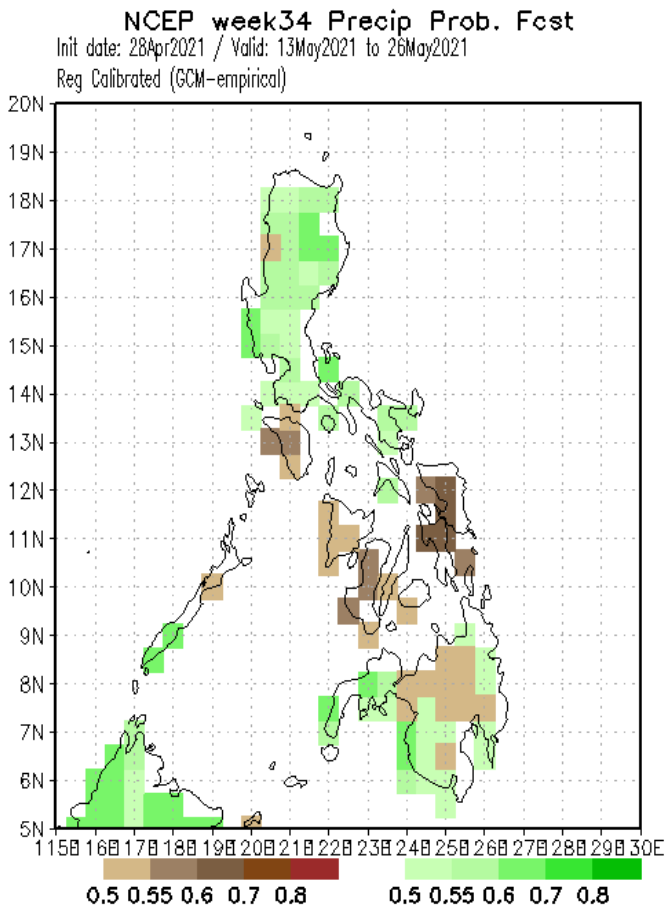 NCEP week34 Precip Prob. Fcst
Init date: 28Apr2021 / Valid: 13May2021 to 26May2021
Reg Calibrated (GCM-empirical)
20N
19N
18N
17N
16N
15N
14N
13N
12N
11N
10N
9N
8N
7N
6N
5N
115E 116E 117E 118E 119E 120E 121E 122E 123E 124E 125E 126E 127E 128E 129E 130E
0.5 0.55 0.6 0.7 0.8 0.5 0.55 0.6 0.7 0.8